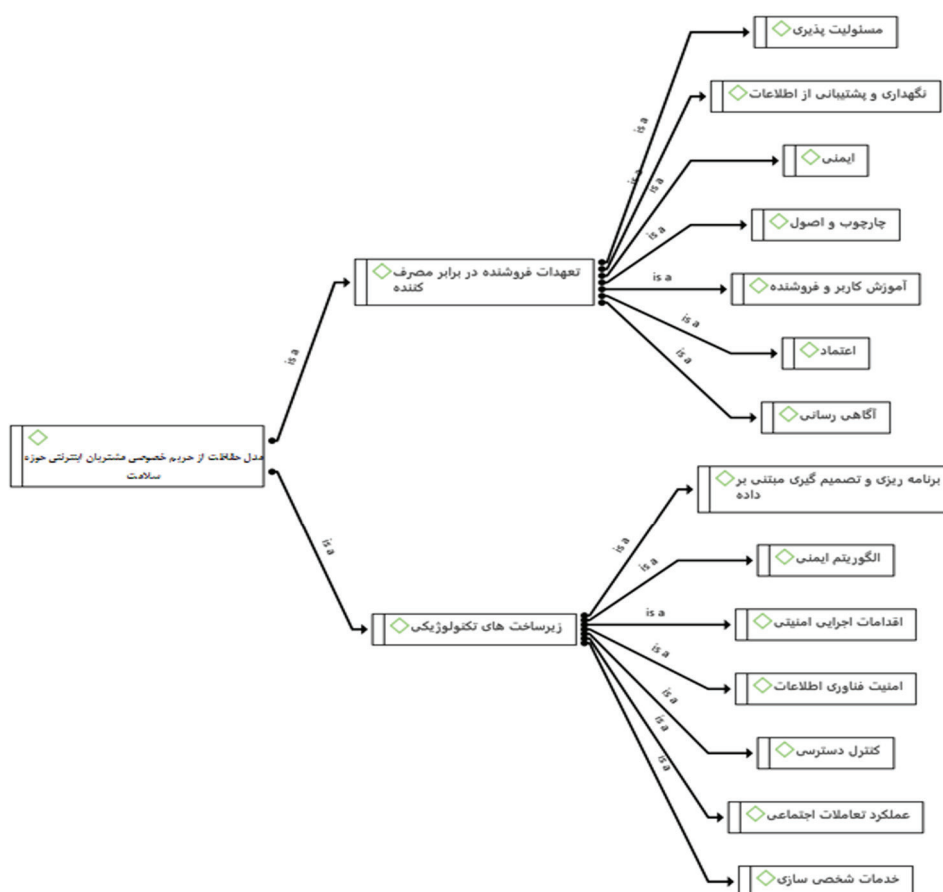 مسئولیت پذیری
نگهداری و پشتیبانی از اطلاعات
ایمنی
چارچوب و اصول
آموزش کاربر و فروشنده
اعتماد
آگاهی رسانی
تعهدات فروشنده در برابر مصرف
کننده
is a
is a
is a
is a
is a
is a
is a
is a
مدل حفاظت از حریم خصوصی مشتریان اینترنتی حوزه
سلامت
is a
زیرساخت های تکنولوژیکی
is a
is a
is a
is a
is a
is a
is a
برنامه ریزی و تصمیم گیری مبتنی بر
داده
الگوریتم ایمنی
اقدامات اجرایی امنیتی
امنیت فناوری اطلاعات
کنترل دسترسی
عملکرد تعاملات اجتماعی
خدمات شخصی سازی